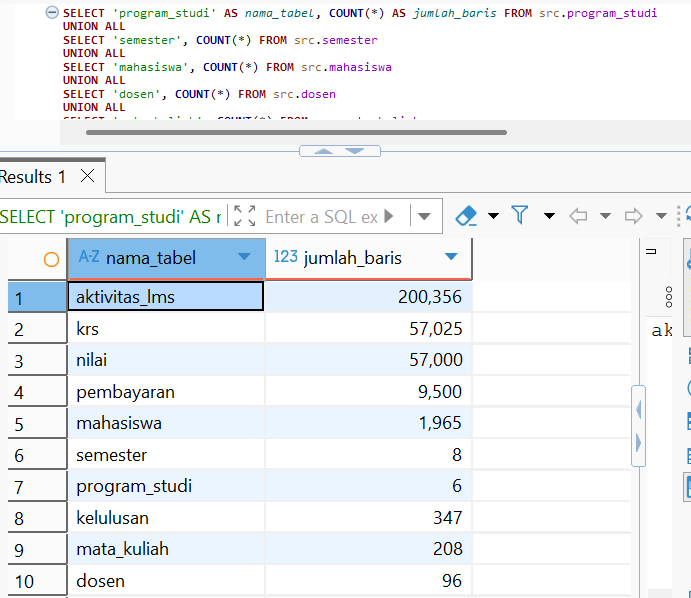 SELECT 'program_studi' AS nama_tabel, COUNT(*) AS jumlah_baris FROM src.program_studi
UNION ALL
SELECT 'semester', COUNT(*) FROM src.semester
UNION ALL
SELECT 'mahasiswa', COUNT(*) FROM src.mahasiswa
UNION ALL
SELECT 'dosen', COUNT(*) FROM src.dosen
UNION ALL
Results 1
SELECT 'program_studi' AS r Enter a SQL ex
A-Z nama_tabel 123 jumlah_baris
1 aktivitas_lms 200,356
2 krs 57,025
3 nilai 57,000
4 pembayaran 9,500
5 mahasiswa 1,965
6 semester 8
7 program_studi 6
8 kelulusan 347
9 mata_kuliah 208
10 dosen 96
ak